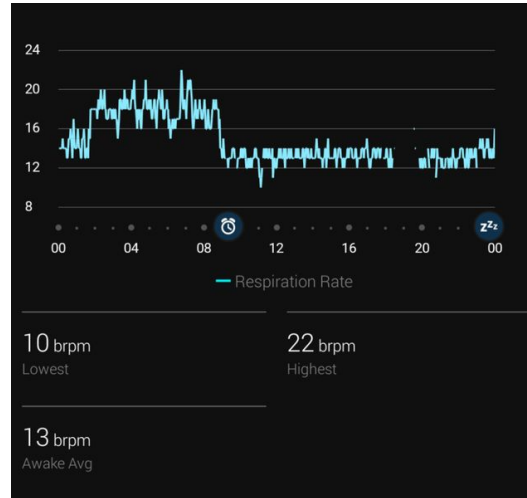 24
20
16
12
8
zZz
00 04 08 12 16 20 00
Respiration Rate
10 brpm
Lowest
22 brpm
Highest
13 brpm
Awake Avg